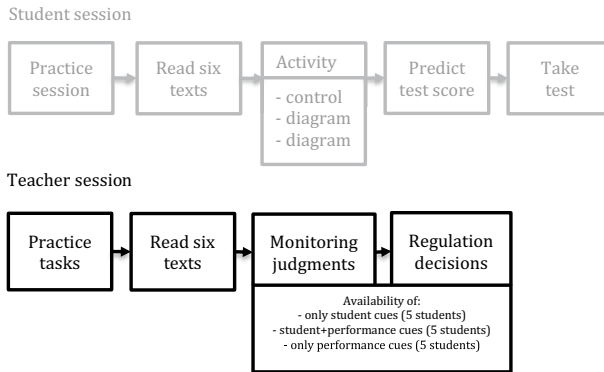 Student session
Practice session
Read six texts
Activity
- control
- diagram
- diagram
Predict test score
Take test
Teacher session
Practice tasks
Read six texts
Monitoring judgments
Regulation decisions
Availability of:
- only student cues (5 students)
- student+performance cues (5 students)
- only performance cues (5 students)